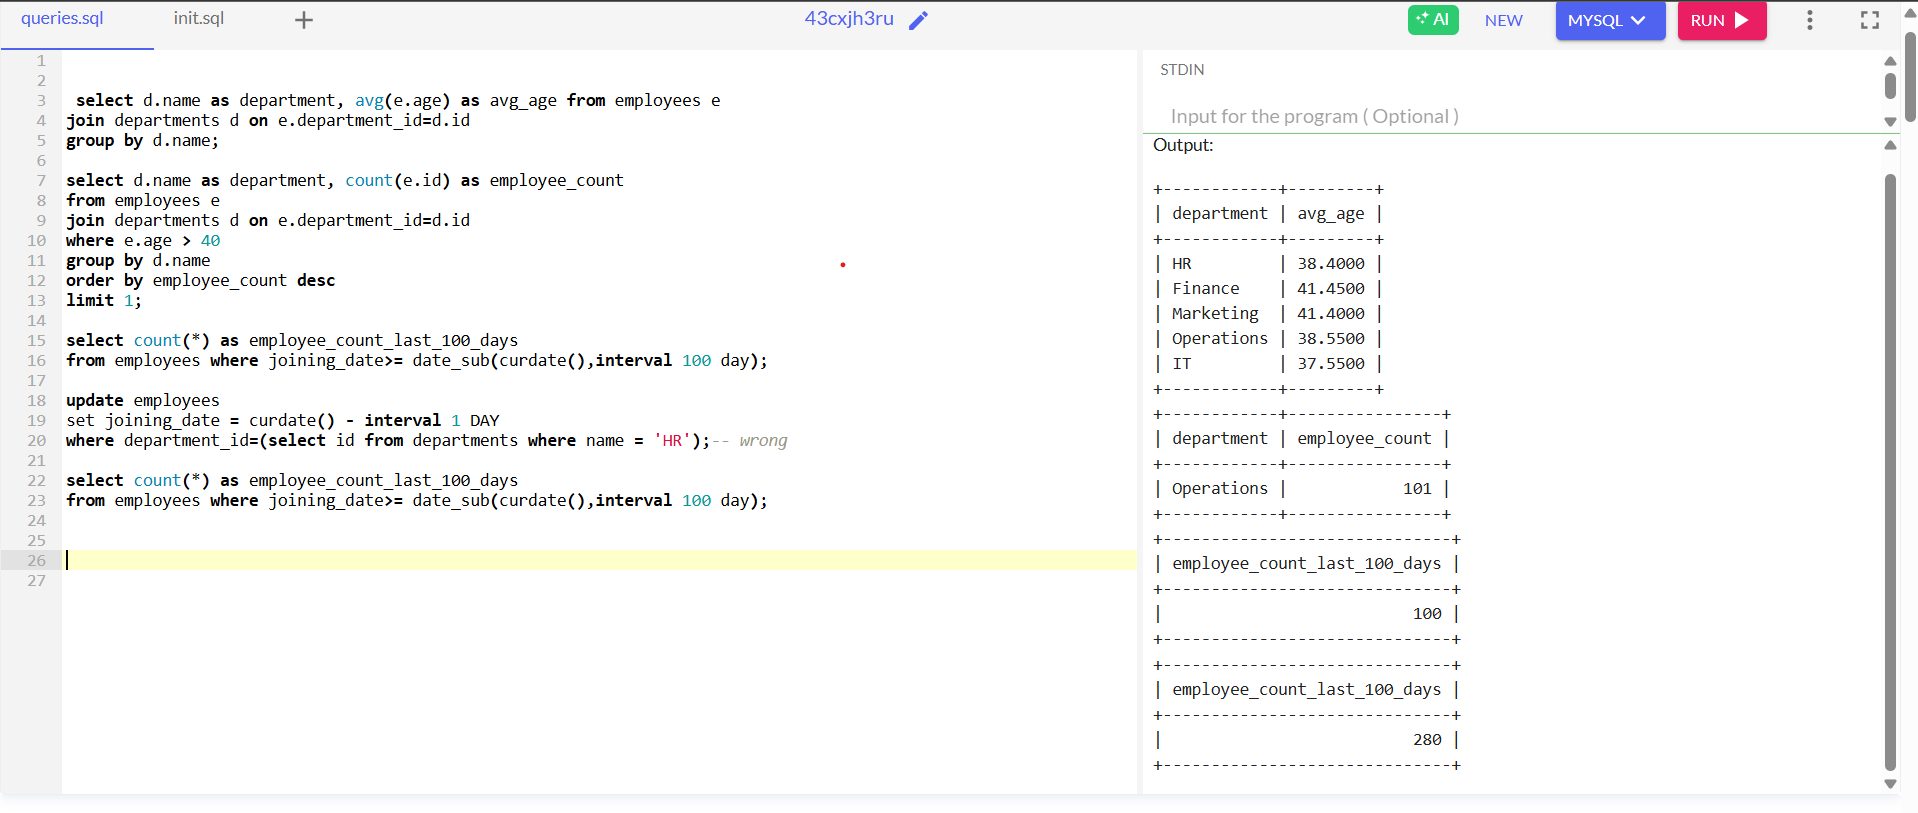 queries.sql init.sql + 43cxjh3ru AI NEW MYSQL RUN
1
2
3  select d.name as department, avg(e.age) as avg_age from employees e
4 join departments d on e.department_id=d.id
5 group by d.name;
6
7 select d.name as department, count(e.id) as employee_count
8 from employees e
9 join departments d on e.department_id=d.id
10 where e.age > 40
11 group by d.name
12 order by employee_count desc
13 limit 1;
14
15 select count(*) as employee_count_last_100_days
16 from employees where joining_date>= date_sub(curdate(),interval 100 day);
17
18 update employees
19 set joining_date = curdate() - interval 1 DAY
20 where department_id=(select id from departments where name = 'HR');-- wrong
21
22 select count(*) as employee_count_last_100_days
23 from employees where joining_date>= date_sub(curdate(),interval 100 day);
24
25
26
27
STDIN
Input for the program ( Optional )
Output:
+------------+---------+
| department | avg_age |
+------------+---------+
| HR         | 38.4000 |
| Finance    | 41.4500 |
| Marketing  | 41.4000 |
| Operations | 38.5500 |
| IT         | 37.5500 |
+------------+---------+
+------------+----------------+
| department | employee_count |
+------------+----------------+
| Operations |            101 |
+------------+----------------+
+------------------------------+
| employee_count_last_100_days |
+------------------------------+
|                          100 |
+------------------------------+
+------------------------------+
| employee_count_last_100_days |
+------------------------------+
|                          280 |
+------------------------------+